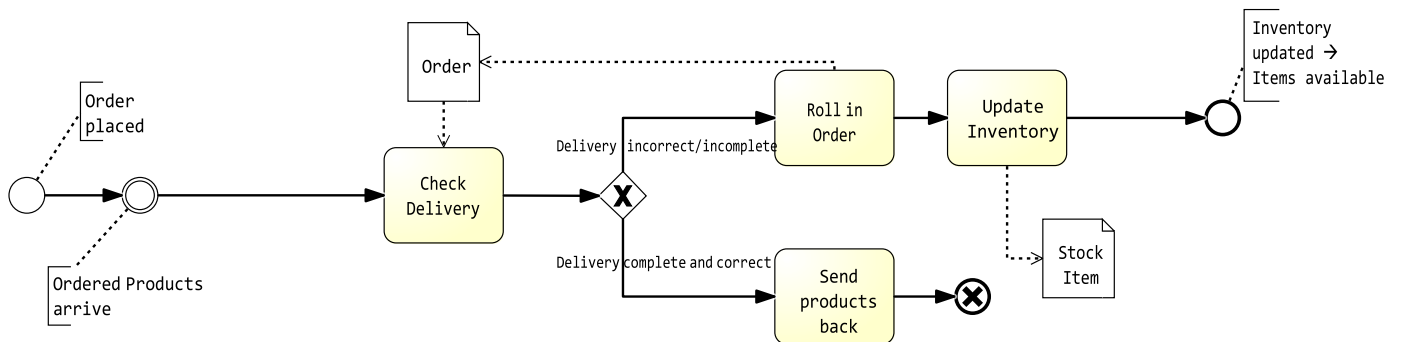 Order
placed
Ordered Products
arrive
Order
Check
Delivery
Delivery incorrect/incomplete
Delivery complete and correct
Roll in
Order
Update
Inventory
Send
products
back
Stock
Item
Inventory
updated →
Items available